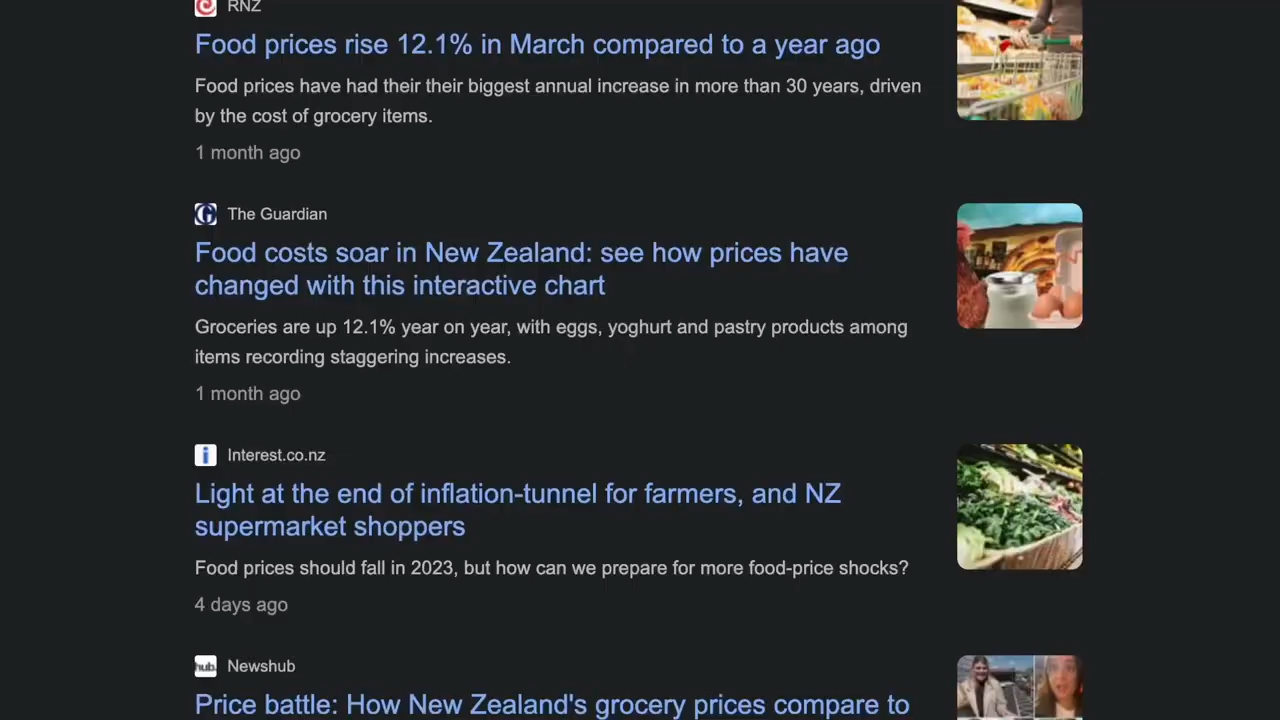 RNZ
Food prices rise 12.1% in March compared to a year ago
Food prices have had their their biggest annual increase in more than 30 years, driven
by the cost of grocery items.
1 month ago
G
The Guardian
Food costs soar in New Zealand: see how prices have
changed with this interactive chart
Groceries are up 12.1% year on year, with eggs, yoghurt and pastry products among
items recording staggering increases.
1 month ago
i
Interest.co.nz
Light at the end of inflation-tunnel for farmers, and NZ
supermarket shoppers
Food prices should fall in 2023, but how can we prepare for more food-price shocks?
4 days ago
hub.
Newshub
Price battle: How New Zealand's grocery prices compare to